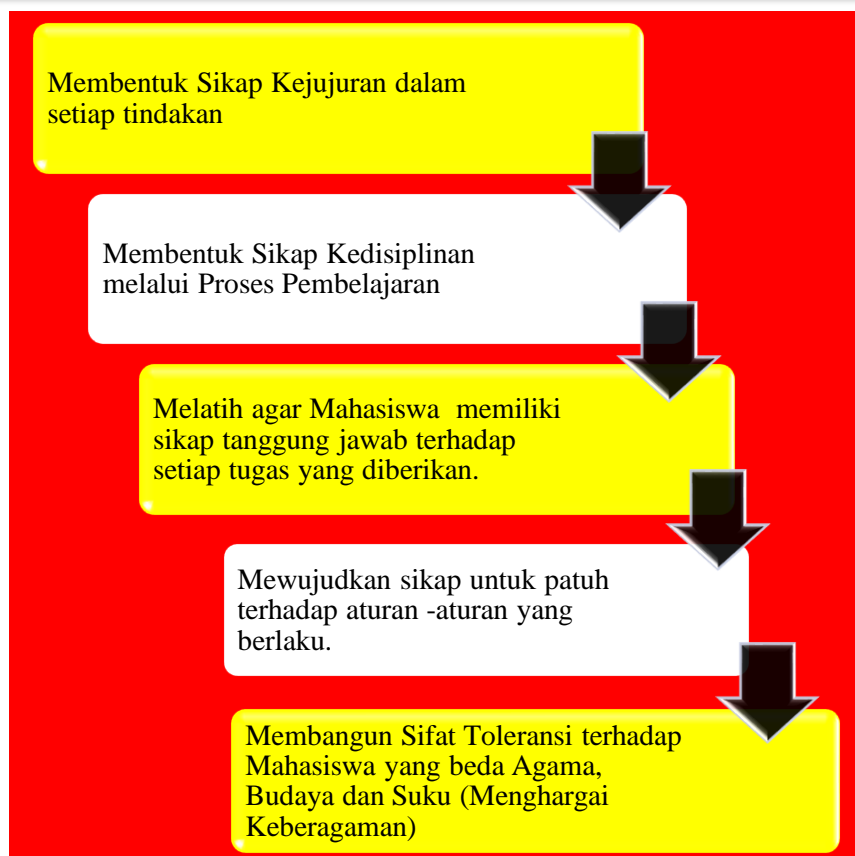 Membentuk Sikap Kejujuran dalam
setiap tindakan
Membentuk Sikap Kedisiplinan
melalui Proses Pembelajaran
Melatih agar Mahasiswa  memiliki
sikap tanggung jawab terhadap
setiap tugas yang diberikan.
Mewujudkan sikap untuk patuh
terhadap aturan -aturan yang
berlaku.
Membangun Sifat Toleransi terhadap
Mahasiswa yang beda Agama,
Budaya dan Suku (Menghargai
Keberagaman)